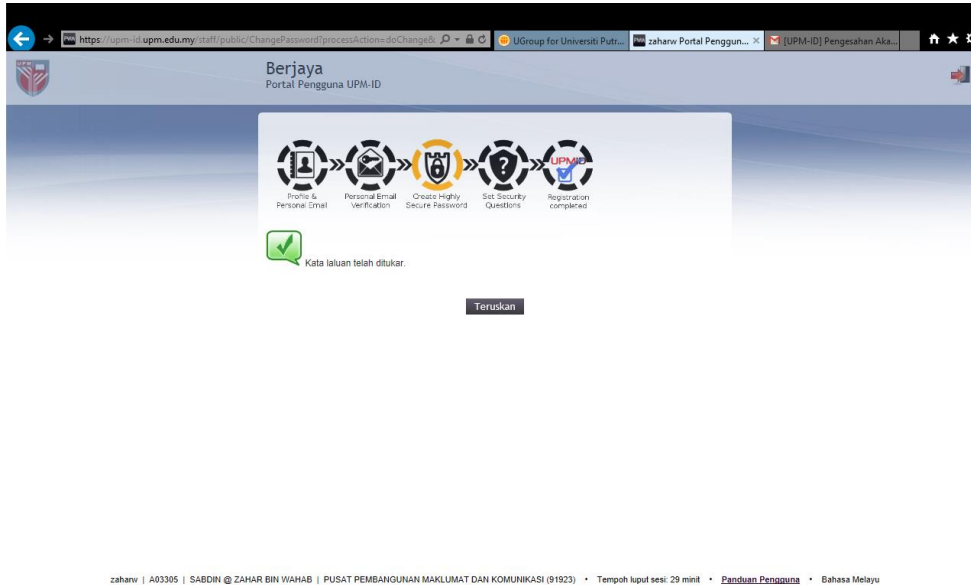 https://upm-id.upm.edu.my/staff/public/ChangePassword?processAction=doChange&
UGroup for Universiti Putr...
zaharw Portal Penggun...
[UPM-ID] Pengesahan Aka...
UPM
Berjaya
Portal Pengguna UPM-ID
UPMID
Profile &
Personal Email
Personal Email
Verification
Create Highly
Secure Password
Set Security
Questions
Registration
completed
Kata laluan telah ditukar.
Teruskan
zaharw | A03305 | SABDIN @ ZAHAR BIN WAHAB | PUSAT PEMBANGUNAN MAKLUMAT DAN KOMUNIKASI (91923) • Tempoh luput sesi: 29 minit • Panduan Pengguna • Bahasa Melayu